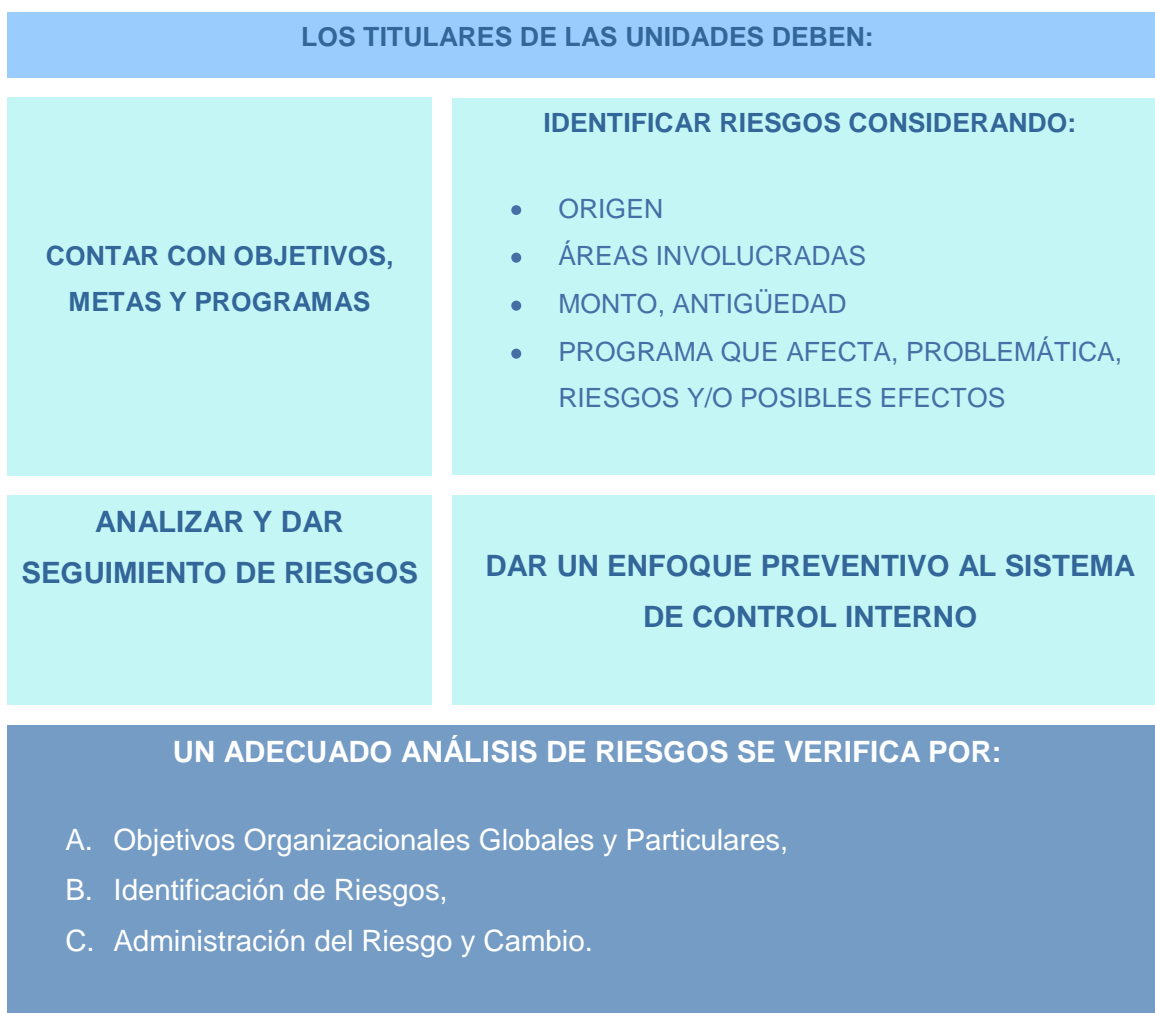 LOS TITULARES DE LAS UNIDADES DEBEN:
CONTAR CON OBJETIVOS,
METAS Y PROGRAMAS
IDENTIFICAR RIESGOS CONSIDERANDO:
• ORIGEN
• ÁREAS INVOLUCRADAS
• MONTO, ANTIGÜEDAD
• PROGRAMA QUE AFECTA, PROBLEMÁTICA,
RIESGOS Y/O POSIBLES EFECTOS
ANALIZAR Y DAR
SEGUIMIENTO DE RIESGOS
DAR UN ENFOQUE PREVENTIVO AL SISTEMA
DE CONTROL INTERNO
UN ADECUADO ANÁLISIS DE RIESGOS SE VERIFICA POR:
A. Objetivos Organizacionales Globales y Particulares,
B. Identificación de Riesgos,
C. Administración del Riesgo y Cambio.